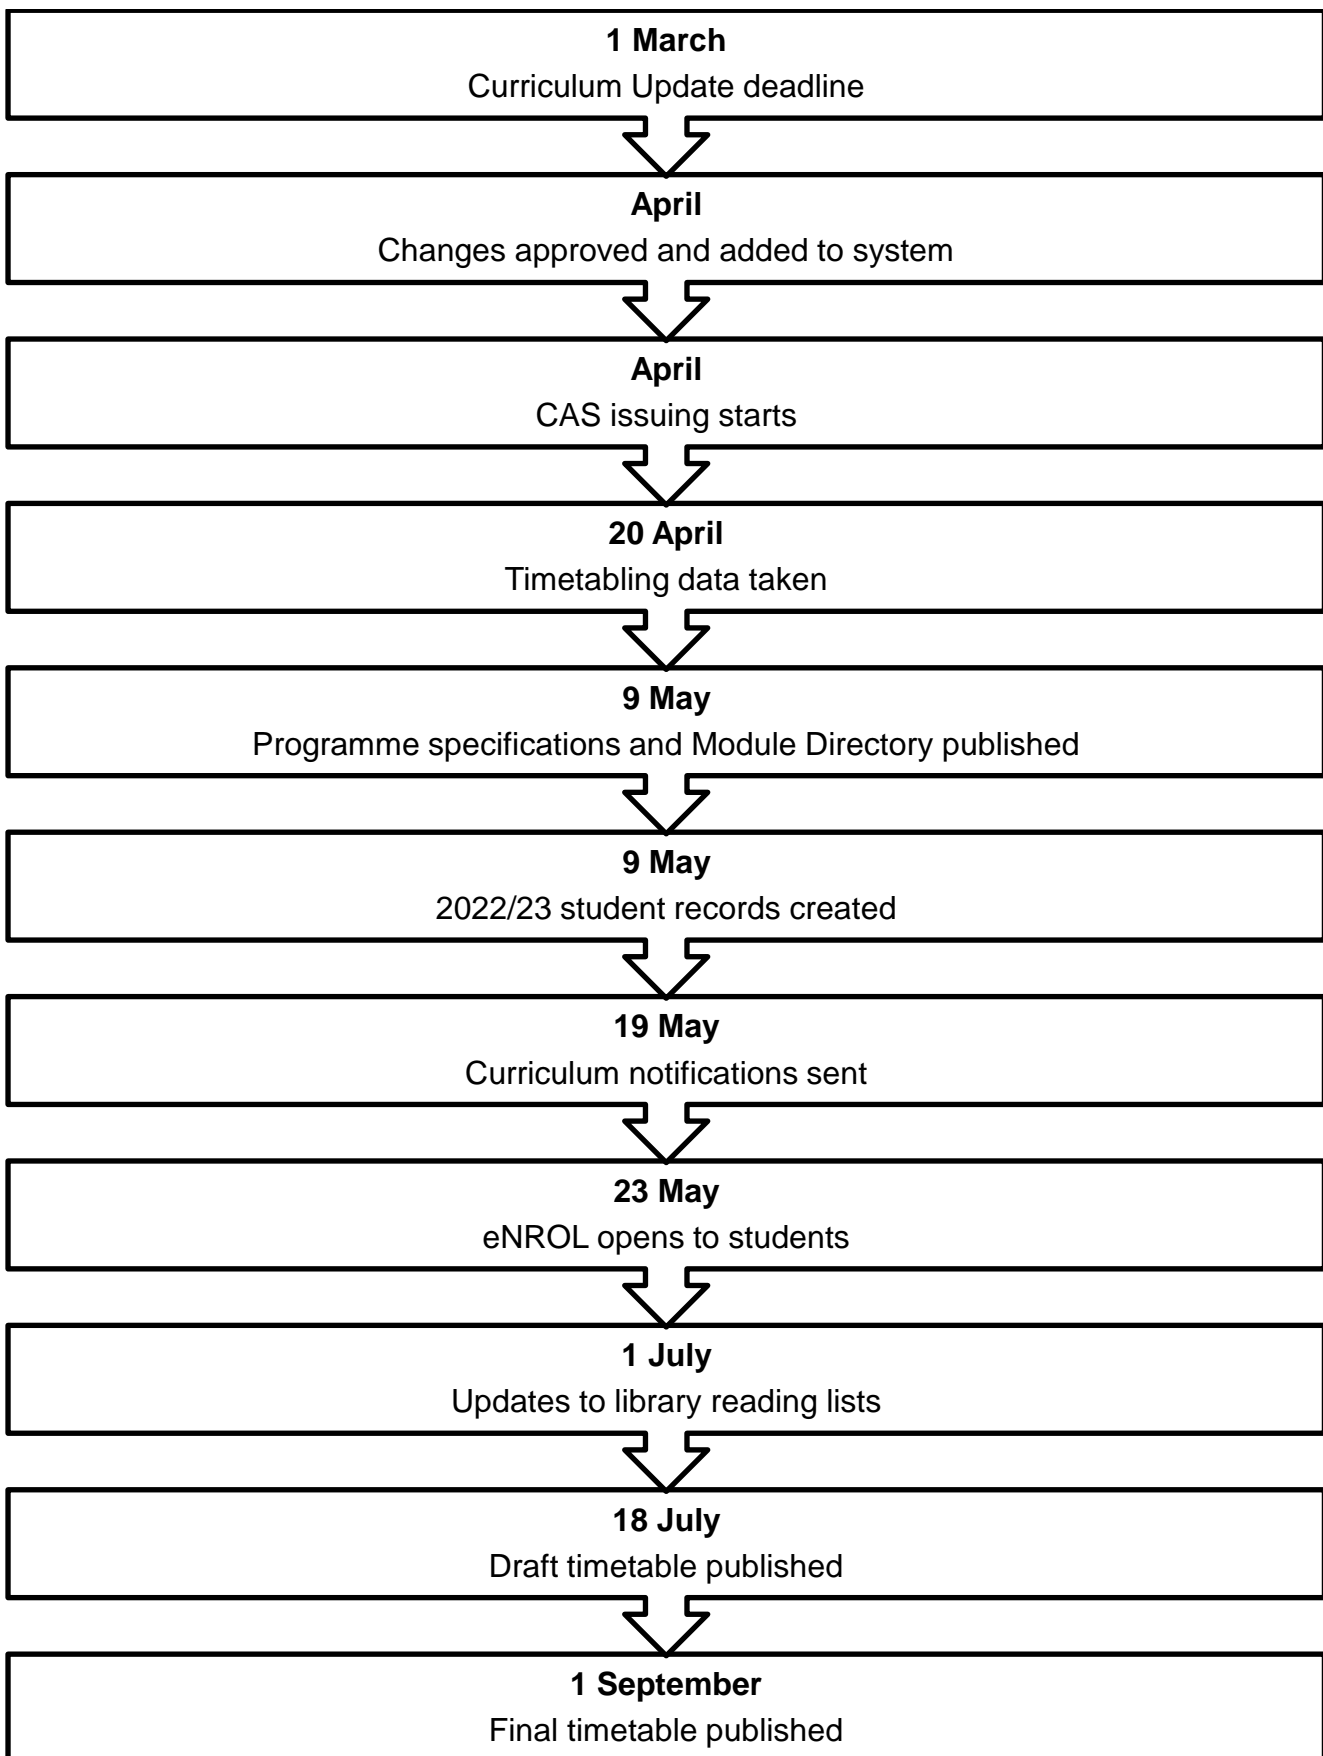 1 March
Curriculum Update deadline
April
Changes approved and added to system
April
CAS issuing starts
20 April
Timetabling data taken
9 May
Programme specifications and Module Directory published
9 May
2022/23 student records created
19 May
Curriculum notifications sent
23 May
eNROL opens to students
1 July
Updates to library reading lists
18 July
Draft timetable published
1 September
Final timetable published